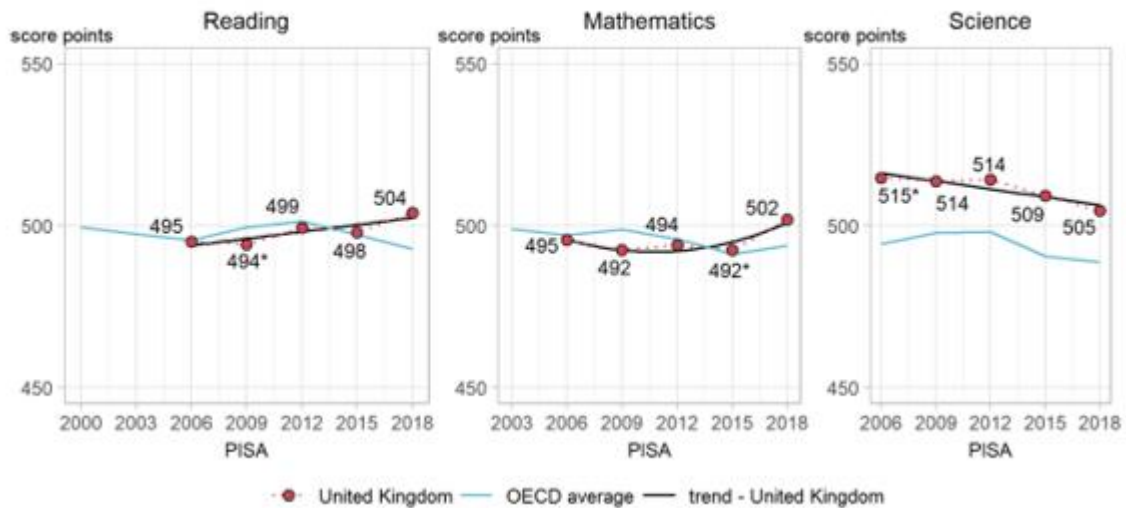 Reading
score points
550
500
450
495
494*
499
498
504
2000 2003 2006 2009 2012 2015 2018
PISA
Mathematics
score points
550
500
450
495
492
494
492*
502
2003 2006 2009 2012 2015 2018
PISA
Science
score points
550
500
450
515*
514
514
509
505
2006 2009 2012 2015 2018
PISA
United Kingdom OECD average trend - United Kingdom